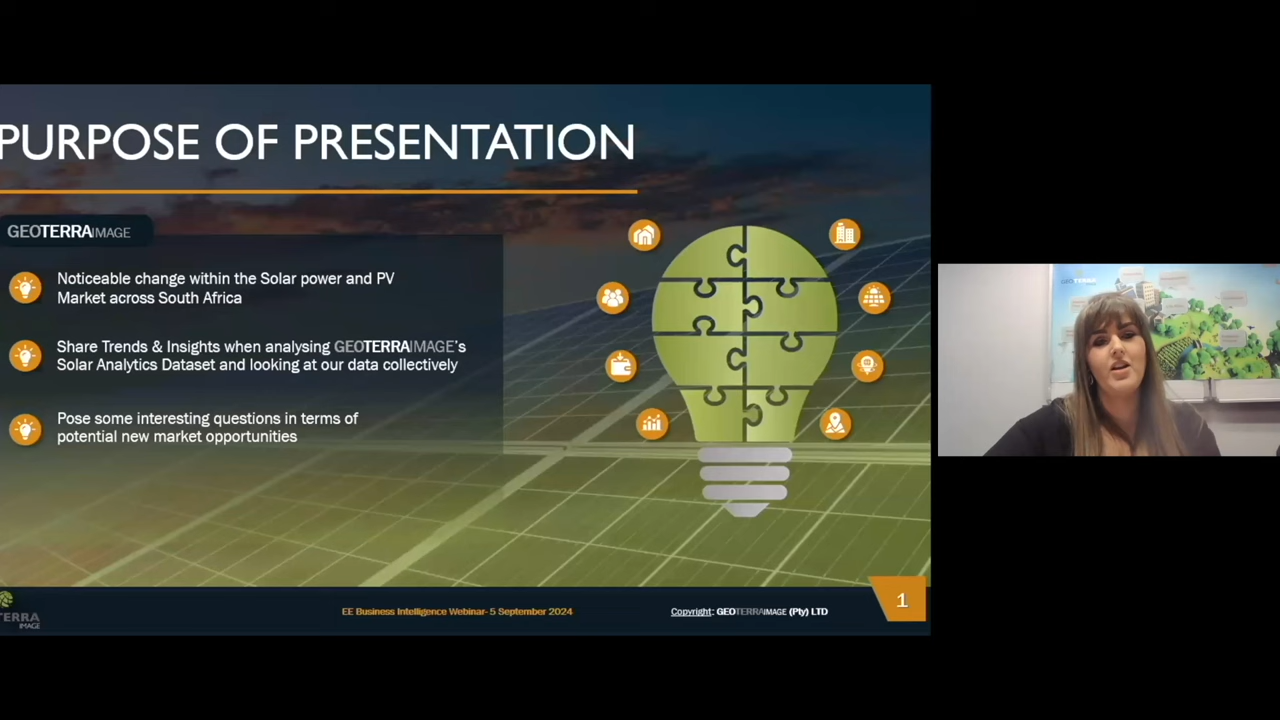 PURPOSE OF PRESENTATION
GEOTERRAIMAGE
Noticeable change within the Solar power and PV
Market across South Africa
Share Trends & Insights when analysing GEOTERRAIMAGE's
Solar Analytics Dataset and looking at our data collectively
Pose some interesting questions in terms of
potential new market opportunities
TERRA
IMAGE
EE Business Intelligence Webinar- 5 September 2024
Copyright: GEOTERRAIMAGE (Pty) LTD
1